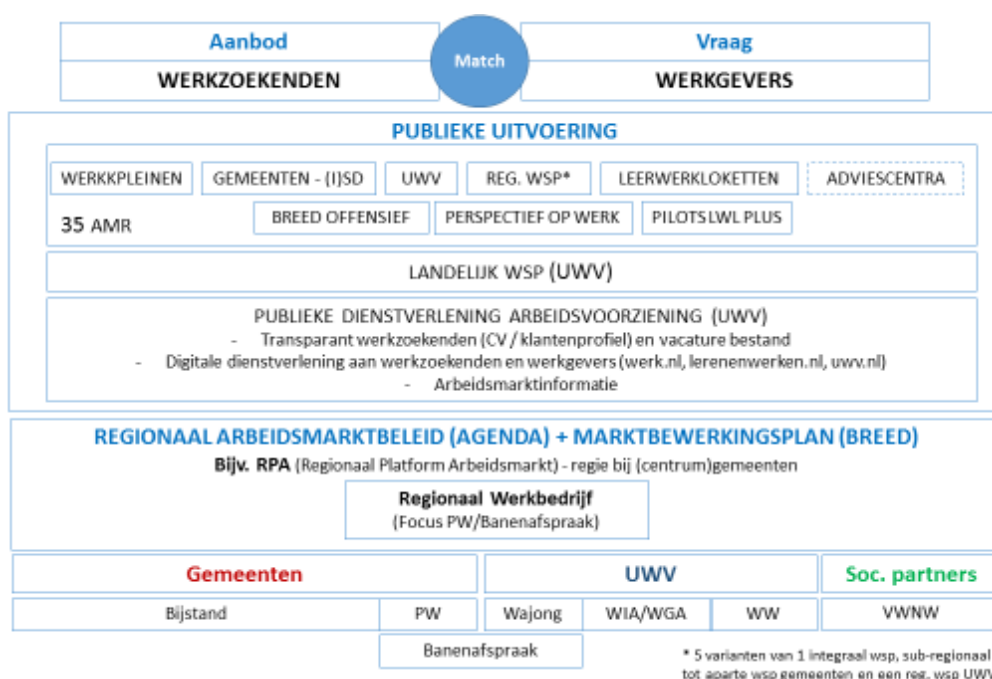 Aanbod
Match
Vraag
WERKZOEKENDEN
WERKGEVERS
PUBLIEKE UITVOERING
WERKKPLEINEN
GEMEENTEN - (I)SD
UWV
REG. WSP*
LEERWERKLOKETTEN
ADVIESCENTRA
35 AMR
BREED OFFENSIEF
PERSPECTIEF OP WERK
PILOTS LWL PLUS
LANDELIJK WSP (UWV)
PUBLIEKE DIENSTVERLENING ARBEIDSVOORZIENING (UWV)
- Transparant werkzoekenden (CV / klantenprofiel) en vacature bestand
- Digitale dienstverlening aan werkzoekenden en werkgevers (werk.nl, lerenenwerken.nl, uwv.nl)
- Arbeidsmarktinformatie
REGIONAAL ARBEIDSMARKTBELEID (AGENDA) + MARKTBEWERKINGSPLAN (BREED)
Bijv. RPA (Regionaal Platform Arbeidsmarkt) - regie bij (centrum)gemeenten
Regionaal Werkbedrijf
(Focus PW/Banenafspraak)
Gemeenten
UWV
Soc. partners
Bijstand
PW
Wajong
WIA/WGA
WW
VWNW
Banenafspraak
* 5 varianten van 1 integraal wsp, sub-regionaal
tot aparte wsp gemeenten en een reg. wsp UWV